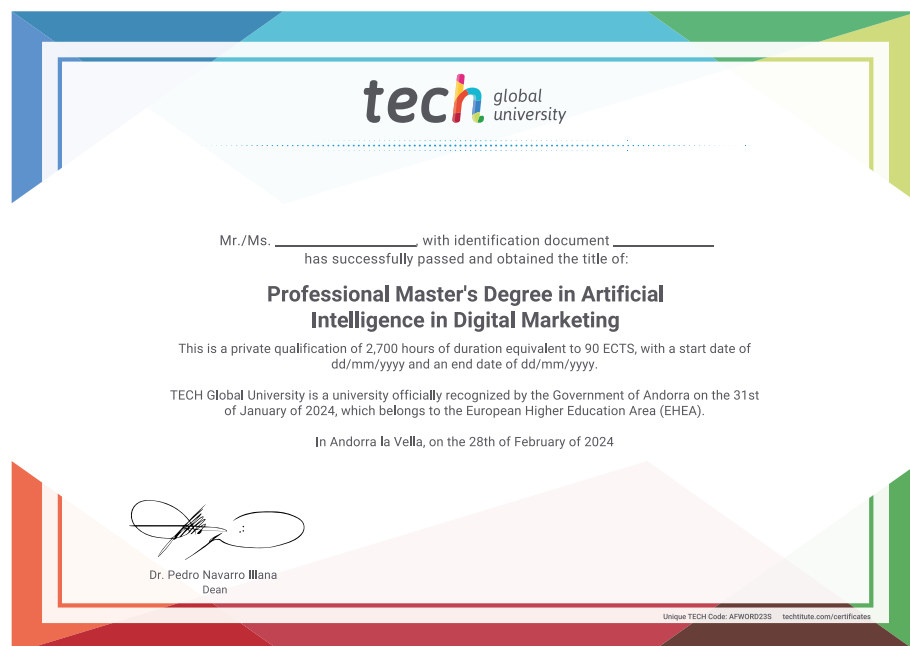 tech global university
Mr./Ms. ____________, with identification document ____________
has successfully passed and obtained the title of:
Professional Master's Degree in Artificial
Intelligence in Digital Marketing
This is a private qualification of 2,700 hours of duration equivalent to 90 ECTS, with a start date of
dd/mm/yyyy and an end date of dd/mm/yyyy.
TECH Global University is a university officially recognized by the Government of Andorra on the 31st
of January of 2024, which belongs to the European Higher Education Area (EHEA).
In Andorra la Vella, on the 28th of February of 2024
Dr. Pedro Navarro Illana
Dean
Unique TECH Code: AFWORD23S techtitute.com/certificates